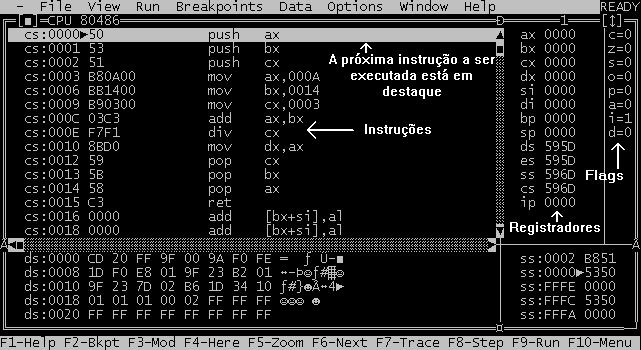 - File View Run Breakpoints Data Options Window Help READY
[■]=CPU 80486 1 [↕]
cs:0000►50 push ax ax 0000 c=0
cs:0001 53 push bx bx 0000 z=0
cs:0002 51 push cx cx 0000 s=0
cs:0003 B80A00 mov ax,000A dx 0000 o=0
cs:0006 BB1400 mov bx,0014 si 0000 p=0
cs:0009 B90300 mov cx,0003 di 0000 a=0
cs:000C 03C3 add ax,bx bp 0000 i=1
cs:000E F7F1 div cx sp 0000 d=0
cs:0010 8BD0 mov dx,ax ds 595D
cs:0012 59 pop cx es 595D
cs:0013 5B pop bx ss 595D
cs:0014 58 pop ax cs 596D
cs:0015 C3 ret ip 0000
cs:0016 0000 add [bx+si],al
cs:0018 0000 add [bx+si],al
A próxima instrução a ser
executada está em
destaque
Instruções
Flags
Registradores
ds:0000 CD 20 FF 9F 00 9A F0 FE ss:0002 B851
ds:0008 1D F0 E8 01 9F 23 B2 01 ss:0000►5350
ds:0010 9F 23 7D 02 B6 1D 34 10 ss:FFFE 0000
ds:0018 01 01 01 00 02 FF FF FF ss:FFFC 5350
ds:0020 FF FF FF FF FF FF FF FF ss:FFFA 0000
F1-Help F2-Bkpt F3-Mod F4-Here F5-Zoom F6-Next F7-Trace F8-Step F9-Run F10-Menu